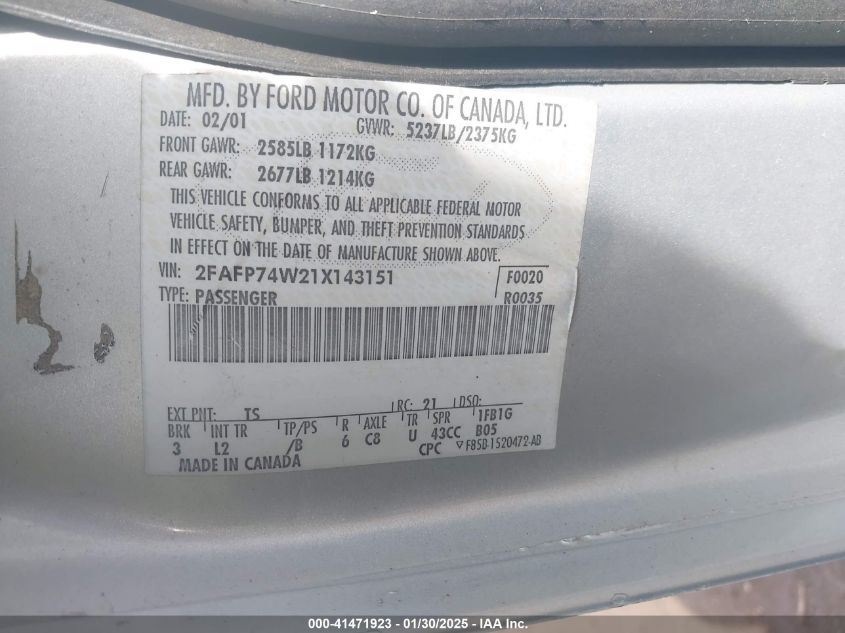 MFD. BY FORD MOTOR CO. OF CANADA, LTD.
DATE: 02/01 GVWR: 5237LB/2375KG
FRONT GAWR: 2585LB 1172KG
REAR GAWR: 2677LB 1214KG
THIS VEHICLE CONFORMS TO ALL APPLICABLE FEDERAL MOTOR
VEHICLE SAFETY, BUMPER, AND THEFT PREVENTION STANDARDS
IN EFFECT ON THE DATE OF MANUFACTURE SHOWN ABOVE.
VIN: 2FAFP74W21X143151 F0020
TYPE: PASSENGER R0035
EXT PNT: TS RC: 21 DSO:
BRK INT TR TP/PS R AXLE TR SPR 1FB1G
3 L2 /B 6 C8 U 43CC B05
MADE IN CANADA CPC ▽F85B-1520472-AB
000-41471923 / 01/30/2025 - IAA Inc.